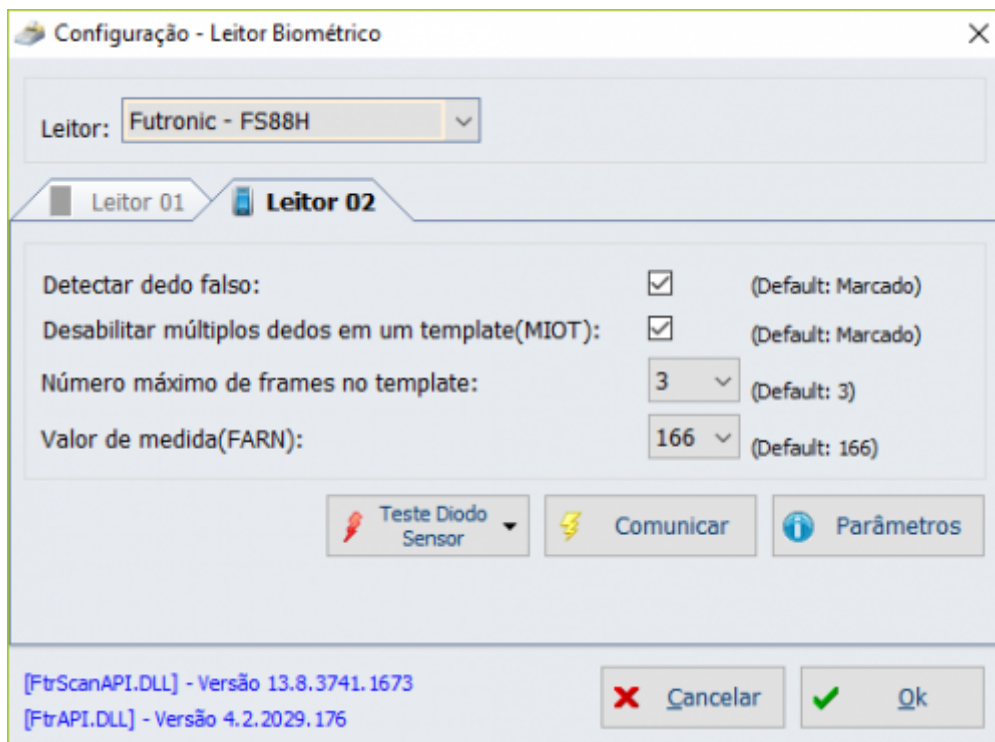 Configuração - Leitor Biométrico
Leitor: Futronic - FS88H
Leitor 01 Leitor 02
Detectar dedo falso: (Default: Marcado)
Desabilitar múltiplos dedos em um template(MIOT): (Default: Marcado)
Número máximo de frames no template: 3 (Default: 3)
Valor de medida(FARN): 166 (Default: 166)
Teste Diodo
Sensor
Comunicar
Parâmetros
[FtrScanAPI.DLL] - Versão 13.8.3741.1673
[FtrAPI.DLL] - Versão 4.2.2029.176
Cancelar
Ok